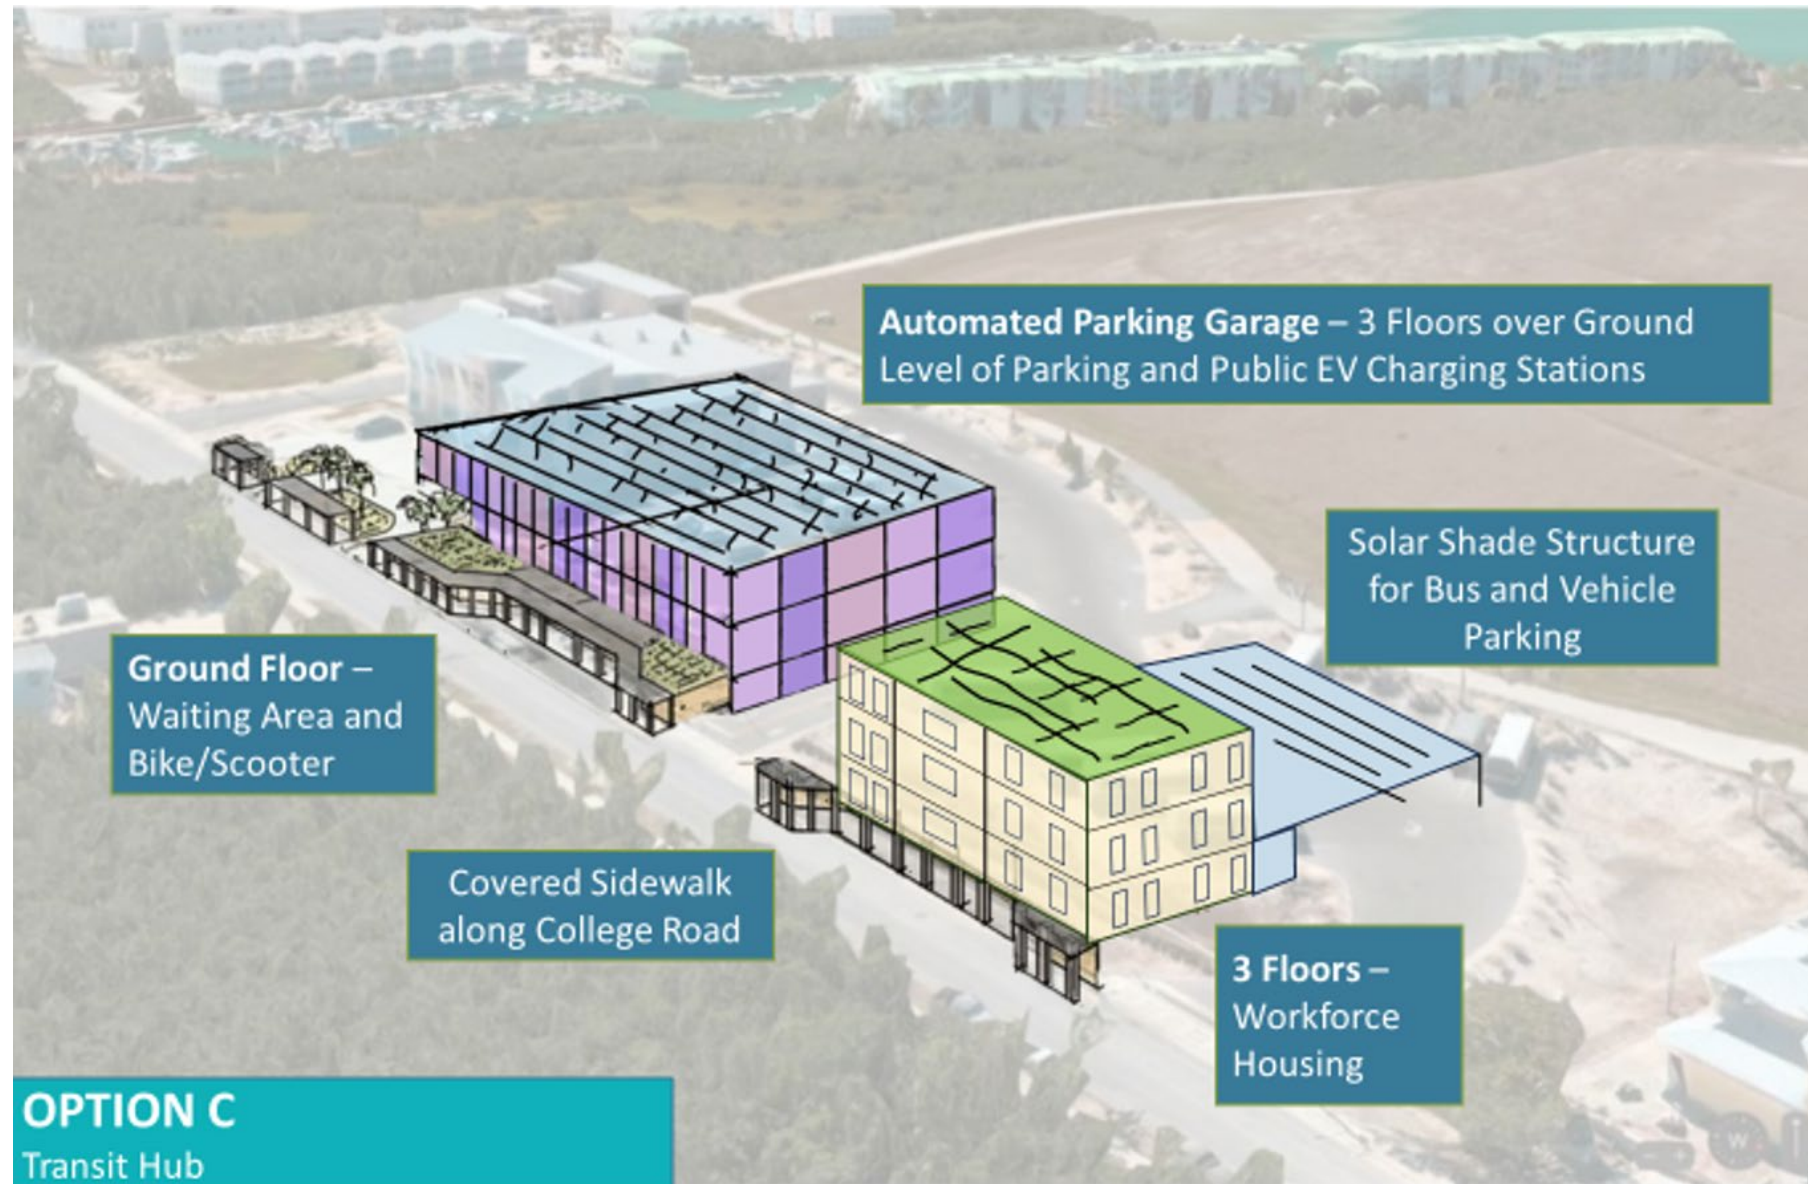 Automated Parking Garage – 3 Floors over Ground
Level of Parking and Public EV Charging Stations
Solar Shade Structure
for Bus and Vehicle
Parking
Ground Floor –
Waiting Area and
Bike/Scooter
Covered Sidewalk
along College Road
3 Floors –
Workforce
Housing
OPTION C
Transit Hub
W